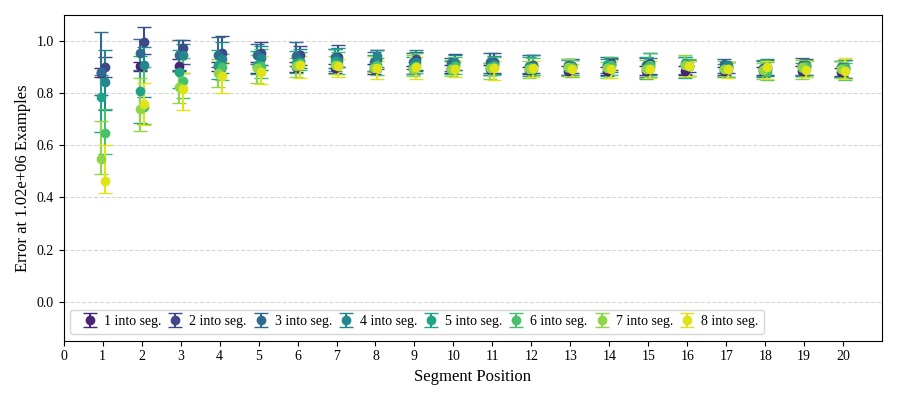 Error at 1.02e+06 Examples
1.0
0.8
0.6
0.4
0.2
0.0
1 into seg. 2 into seg. 3 into seg. 4 into seg. 5 into seg. 6 into seg. 7 into seg. 8 into seg.
0 1 2 3 4 5 6 7 8 9 10 11 12 13 14 15 16 17 18 19 20
Segment Position